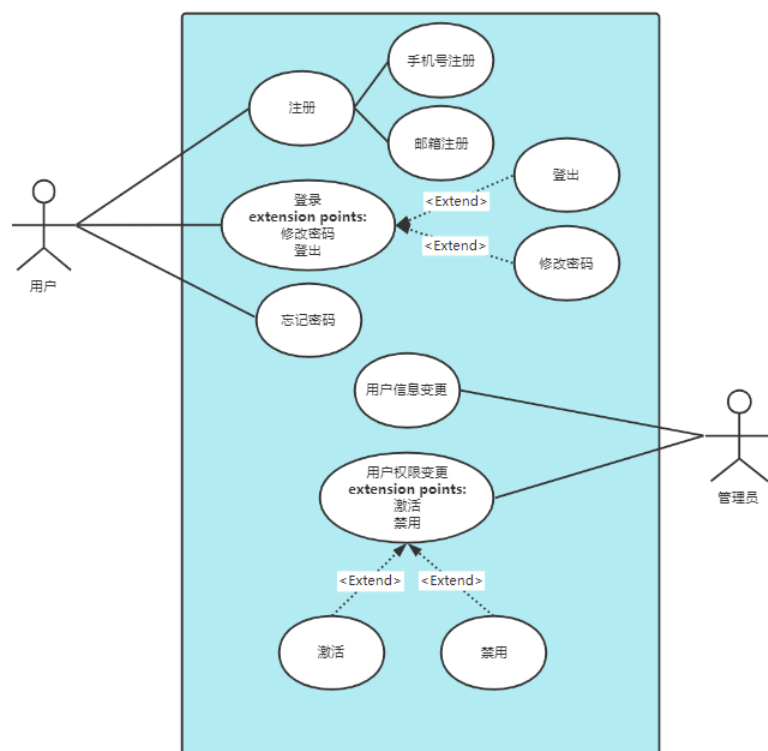 手机号注册
注册
邮箱注册
登出
<Extend>
登录
extension points:
修改密码
登出
<Extend>
修改密码
用户
忘记密码
用户信息变更
用户权限变更
extension points:
激活
禁用
管理员
<Extend>
<Extend>
激活
禁用